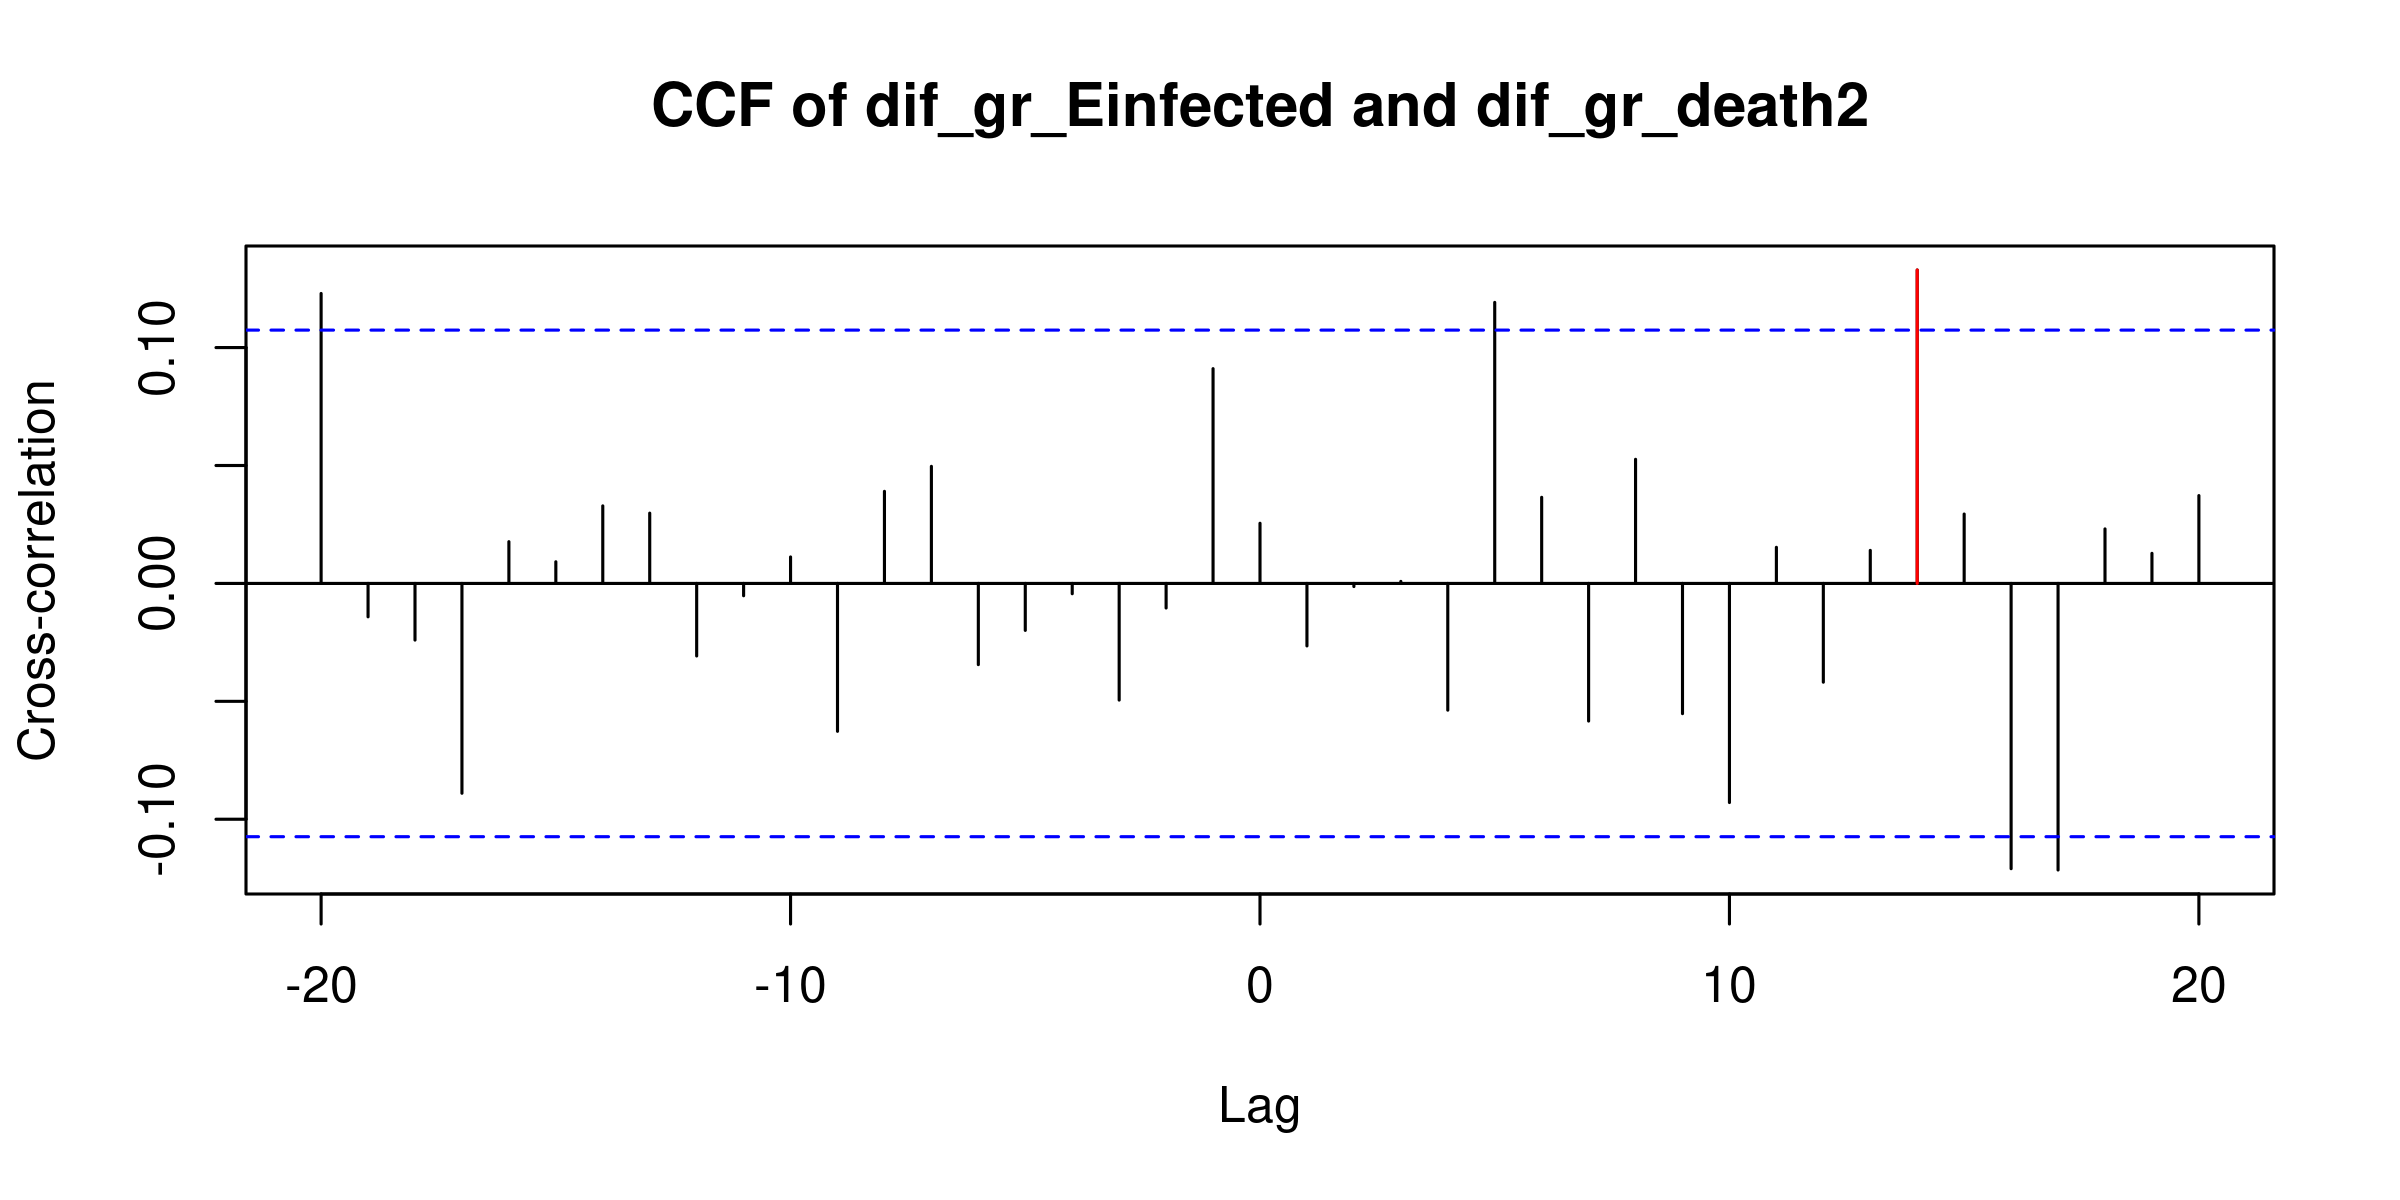 CCF of dif_gr_Einfected and dif_gr_death2
Cross-correlation
0.10
0.00
-0.10
-20 -10 0 10 20
Lag